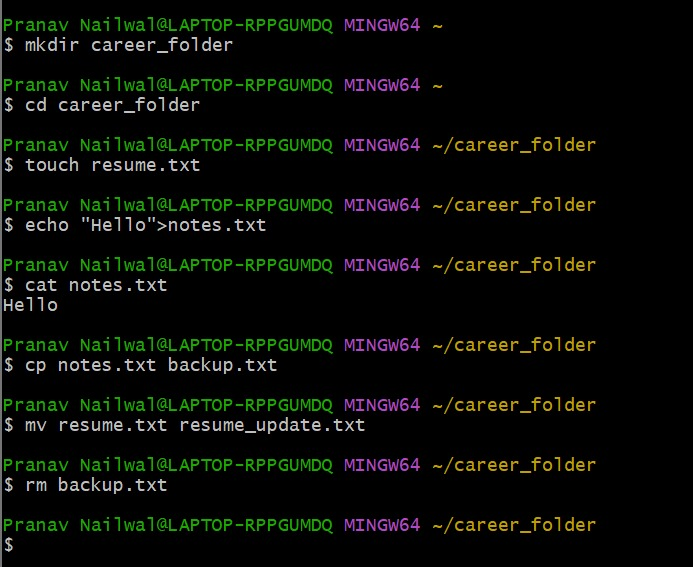 Pranav Nailwal@LAPTOP-RPPGUMDQ MINGW64 ~
$ mkdir career_folder
Pranav Nailwal@LAPTOP-RPPGUMDQ MINGW64 ~
$ cd career_folder
Pranav Nailwal@LAPTOP-RPPGUMDQ MINGW64 ~/career_folder
$ touch resume.txt
Pranav Nailwal@LAPTOP-RPPGUMDQ MINGW64 ~/career_folder
$ echo "Hello">notes.txt
Pranav Nailwal@LAPTOP-RPPGUMDQ MINGW64 ~/career_folder
$ cat notes.txt
Hello
Pranav Nailwal@LAPTOP-RPPGUMDQ MINGW64 ~/career_folder
$ cp notes.txt backup.txt
Pranav Nailwal@LAPTOP-RPPGUMDQ MINGW64 ~/career_folder
$ mv resume.txt resume_update.txt
Pranav Nailwal@LAPTOP-RPPGUMDQ MINGW64 ~/career_folder
$ rm backup.txt
Pranav Nailwal@LAPTOP-RPPGUMDQ MINGW64 ~/career_folder
$